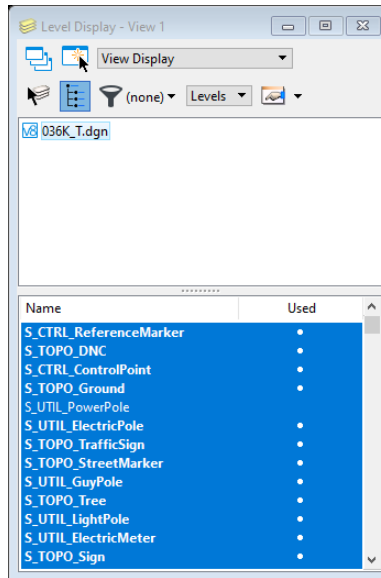 Level Display - View 1
View Display
(none) Levels
V8 036K_T.dgn
Name Used
S_CTRL_ReferenceMarker
S_TOPO_DNC
S_CTRL_ControlPoint
S_TOPO_Ground
S_UTIL_PowerPole
S_UTIL_ElectricPole
S_TOPO_TrafficSign
S_TOPO_StreetMarker
S_UTIL_GuyPole
S_TOPO_Tree
S_UTIL_LightPole
S_UTIL_ElectricMeter
S_TOPO_Sign